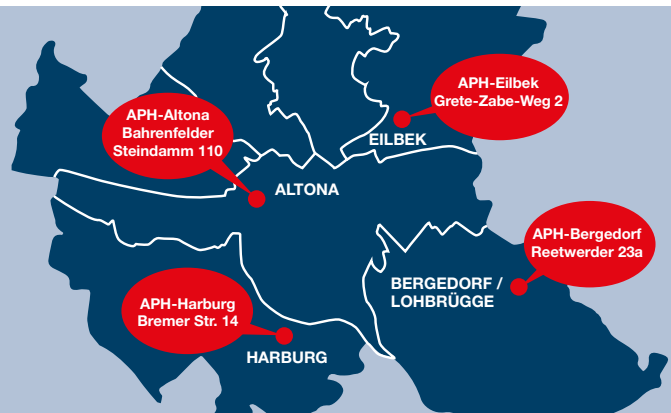 APH-Eilbek
Grete-Zabe-Weg 2
EILBEK
APH-Altona
Bahrenfelder
Steindamm 110
ALTONA
APH-Bergedorf
Reetwerder 23a
BERGEDORF /
LOHBRÜGGE
APH-Harburg
Bremer Str. 14
HARBURG